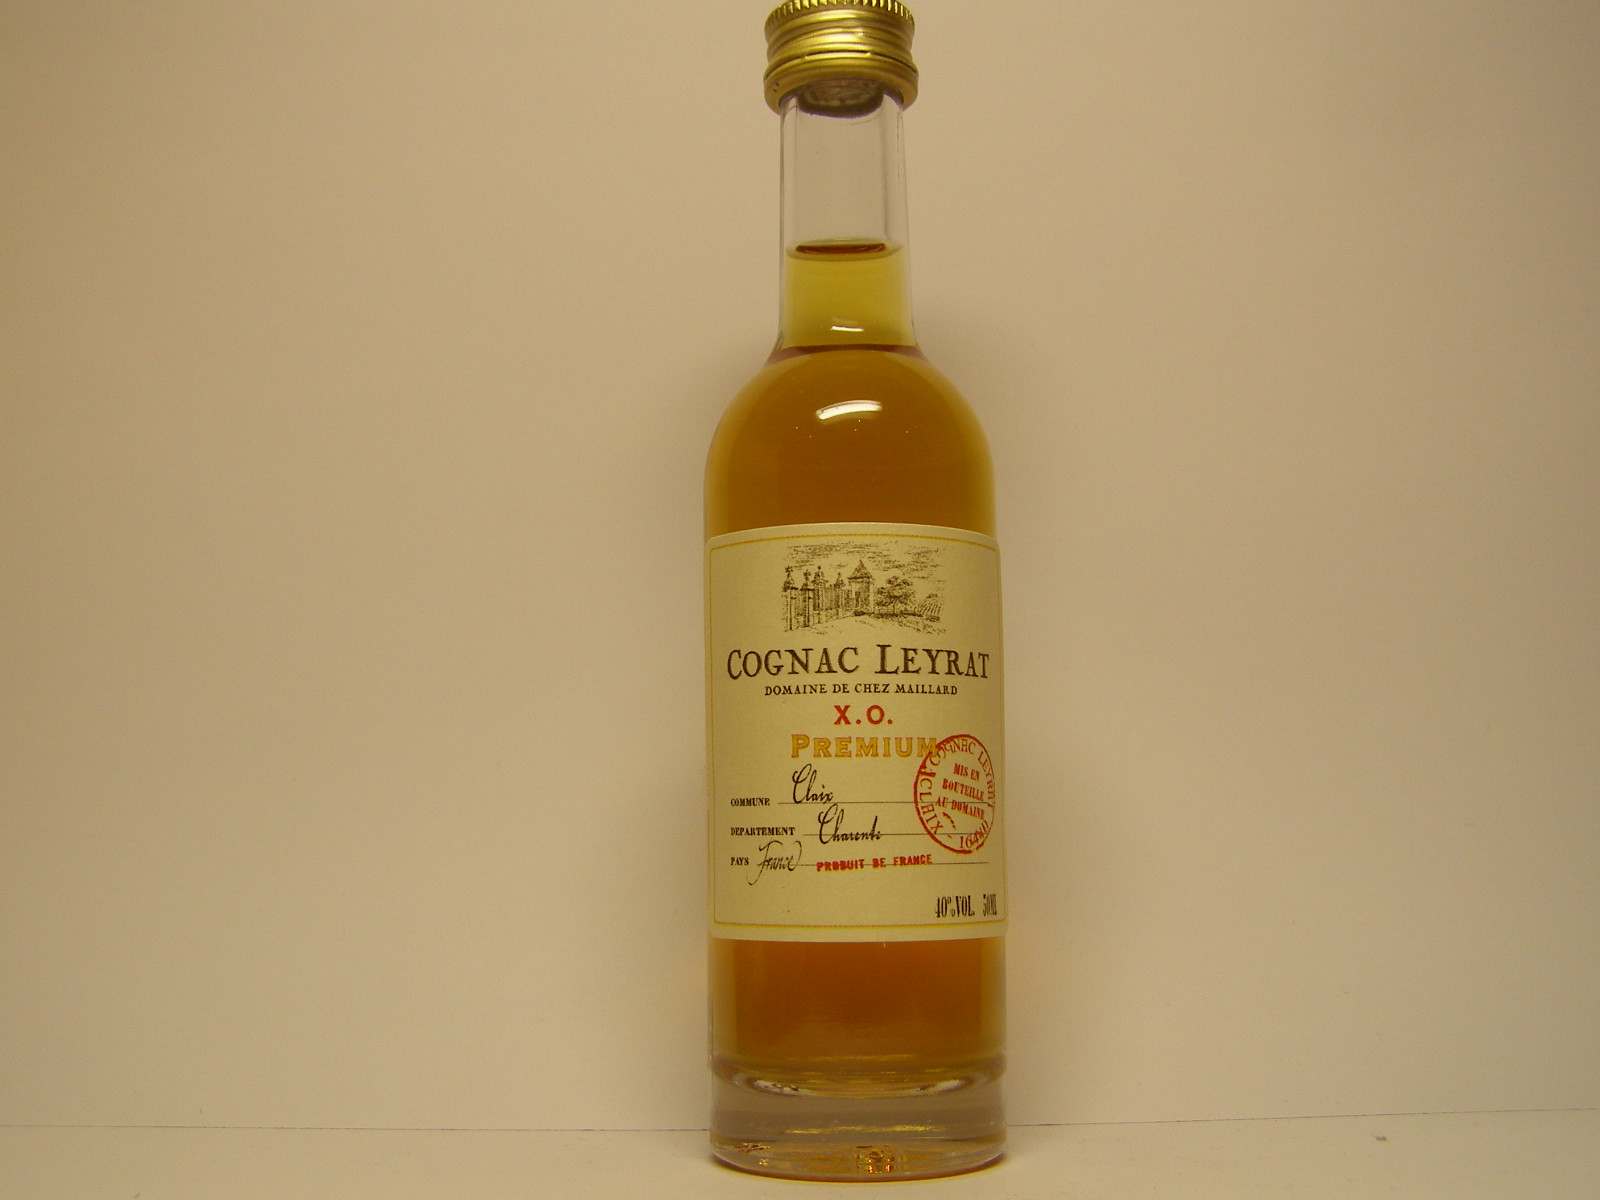 COGNAC LEYRAT
DOMAINE DE CHEZ MAILLARD
X.O.
PREMIUM
COMMUNE Claix
DEPARTEMENT Charente
PAYS France PRODUIT DE FRANCE
COGNAC LEYRAT
MIS EN
BOUTEILLE
AU DOMAINE
CLAIX -
40%VOL. 50ML